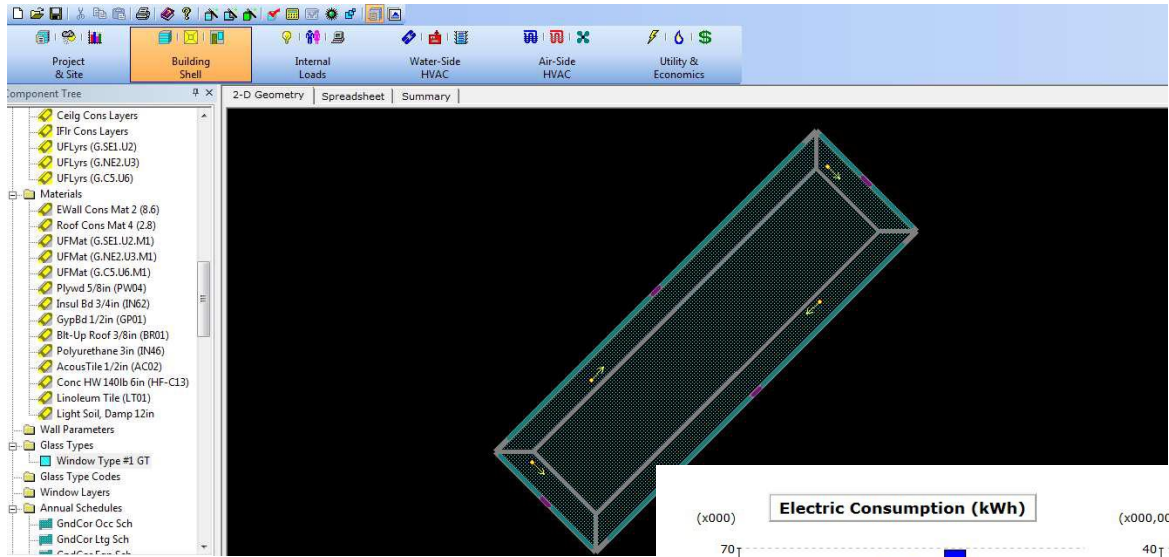 Project
& Site
Building
Shell
Internal
Loads
Water-Side
HVAC
Air-Side
HVAC
Utility &
Economics
Component Tree
2-D Geometry
Spreadsheet
Summary
Ceilg Cons Layers
IFlr Cons Layers
UFLyrs (G.SE1.U2)
UFLyrs (G.NE2.U3)
UFLyrs (G.C5.U6)
Materials
EWall Cons Mat 2 (8.6)
Roof Cons Mat 4 (2.8)
UFMat (G.SE1.U2.M1)
UFMat (G.NE2.U3.M1)
UFMat (G.C5.U6.M1)
Plywd 5/8in (PW04)
Insul Bd 3/4in (IN62)
GypBd 1/2in (GP01)
Blt-Up Roof 3/8in (BR01)
Polyurethane 3in (IN46)
AcousTile 1/2in (AC02)
Conc HW 140lb 6in (HF-C13)
Linoleum Tile (LT01)
Light Soil, Damp 12in
Wall Parameters
Glass Types
Window Type #1 GT
Glass Type Codes
Window Layers
Annual Schedules
GndCor Occ Sch
GndCor Ltg Sch
(x000)
Electric Consumption (kWh)
(x000,00
70
40